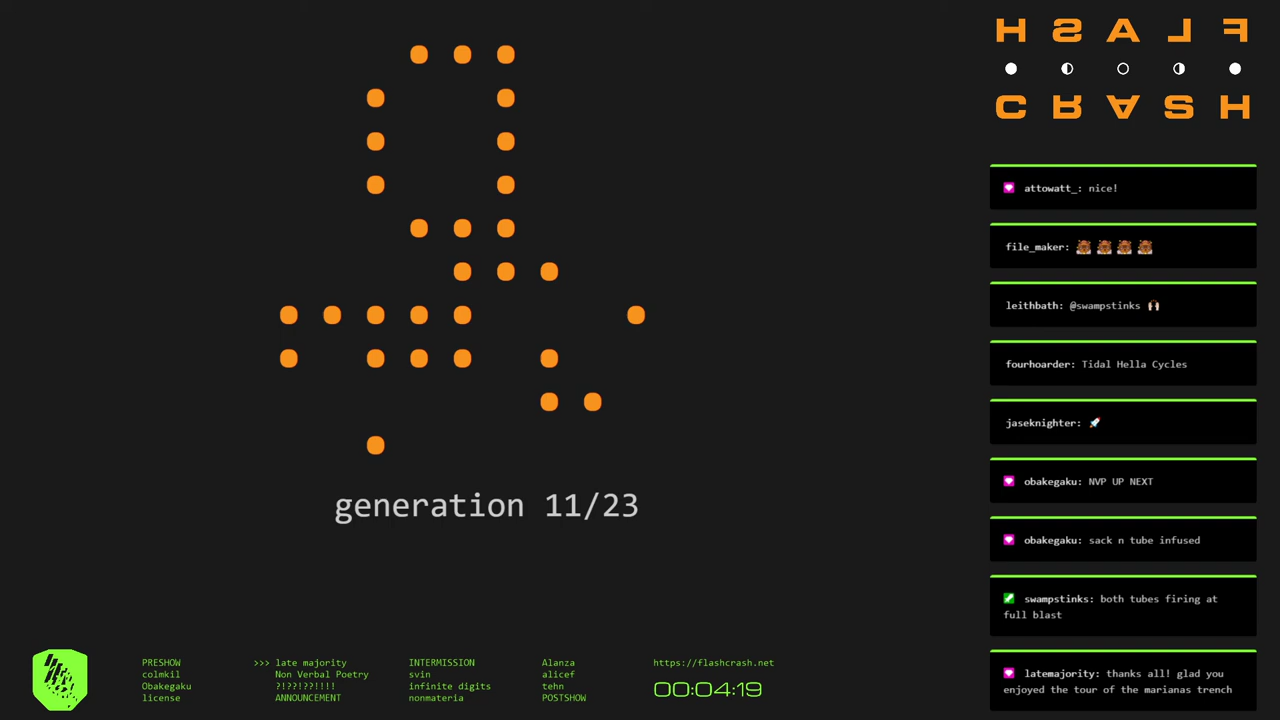 FLASH
CRASH
attowatt_: nice!
file_maker:
leithbath: @swampstinks
fourhoarder: Tidal Hella Cycles
jaseknighter:
obakegaku: NVP UP NEXT
obakegaku: sack n tube infused
swampstinks: both tubes firing at
full blast
latemajority: thanks all! glad you
enjoyed the tour of the marianas trench
generation 11/23
PRESHOW
colmkil
Obakegaku
license
>>> late majority
Non Verbal Poetry
?!??!??!!!!
ANNOUNCEMENT
INTERMISSION
svin
infinite digits
nonmateria
Alanza
alicef
tehn
POSTSHOW
https://flashcrash.net
00:04:19